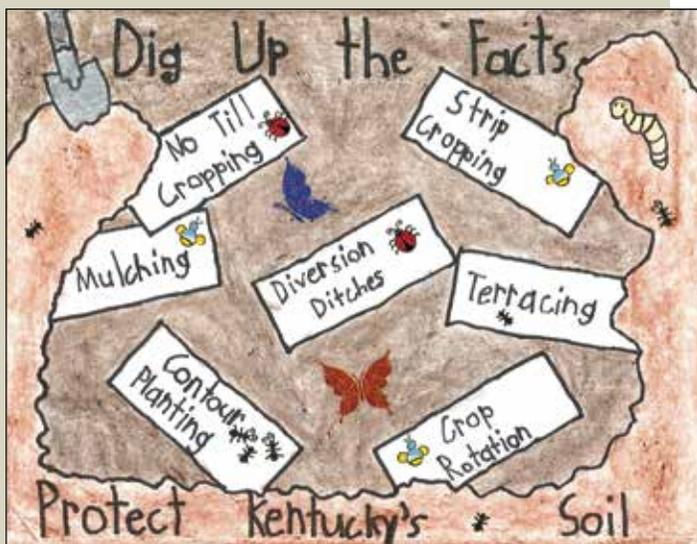 Dig Up the Facts
No Till
Cropping
Strip
Cropping
Mulching
Diversion
Ditches
Terracing
Contour
Planting
Crop
Rotation
Protect Kentucky's Soil